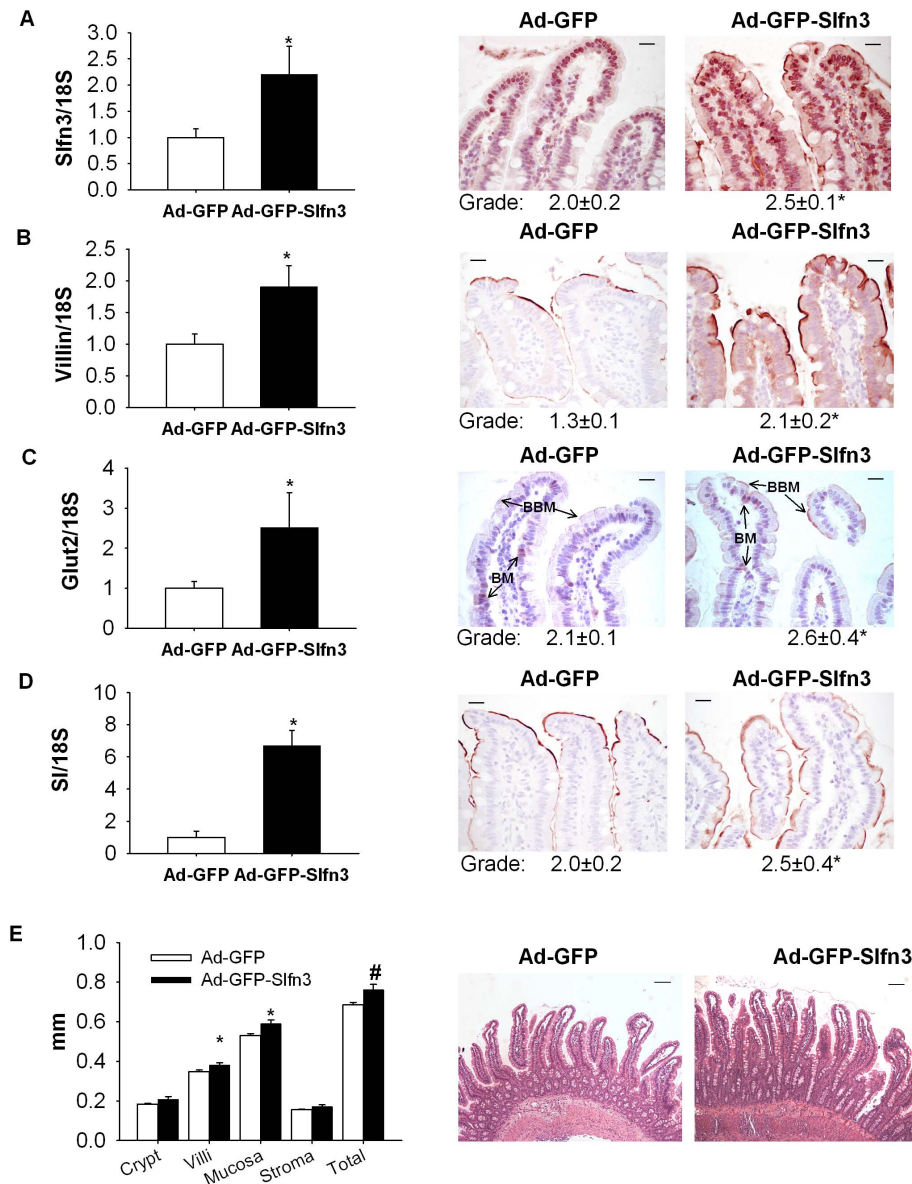 A
Slfn3/18S
3.0
2.5
2.0
1.5
1.0
0.5
0.0
*
Ad-GFP Ad-GFP-Slfn3
Ad-GFP Ad-GFP-Slfn3
Grade: 2.0±0.2 2.5±0.1*
B
Villin/18S
2.5
2.0
1.5
1.0
0.5
0.0
*
Ad-GFP Ad-GFP-Slfn3
Ad-GFP Ad-GFP-Slfn3
Grade: 1.3±0.1 2.1±0.2*
C
Glut2/18S
4
3
2
1
0
*
Ad-GFP Ad-GFP-Slfn3
Ad-GFP Ad-GFP-Slfn3
BBM
BM
BBM
BM
Grade: 2.1±0.1 2.6±0.4*
D
SI/18S
10
8
6
4
2
0
*
Ad-GFP Ad-GFP-Slfn3
Ad-GFP Ad-GFP-Slfn3
Grade: 2.0±0.2 2.5±0.4*
E
mm
1.0
0.8
0.6
0.4
0.2
0.0
Ad-GFP
Ad-GFP-Slfn3
*
*
#
Crypt Villi Mucosa Stroma Total
Ad-GFP Ad-GFP-Slfn3